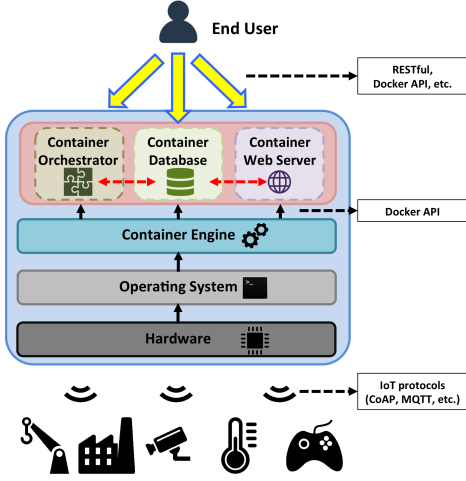 End User
RESTful,
Docker API, etc.
Container
Orchestrator
Container
Database
Container
Web Server
Docker API
Container Engine
Operating System
>_
Hardware
IoT protocols
(CoAP, MQTT, etc.)